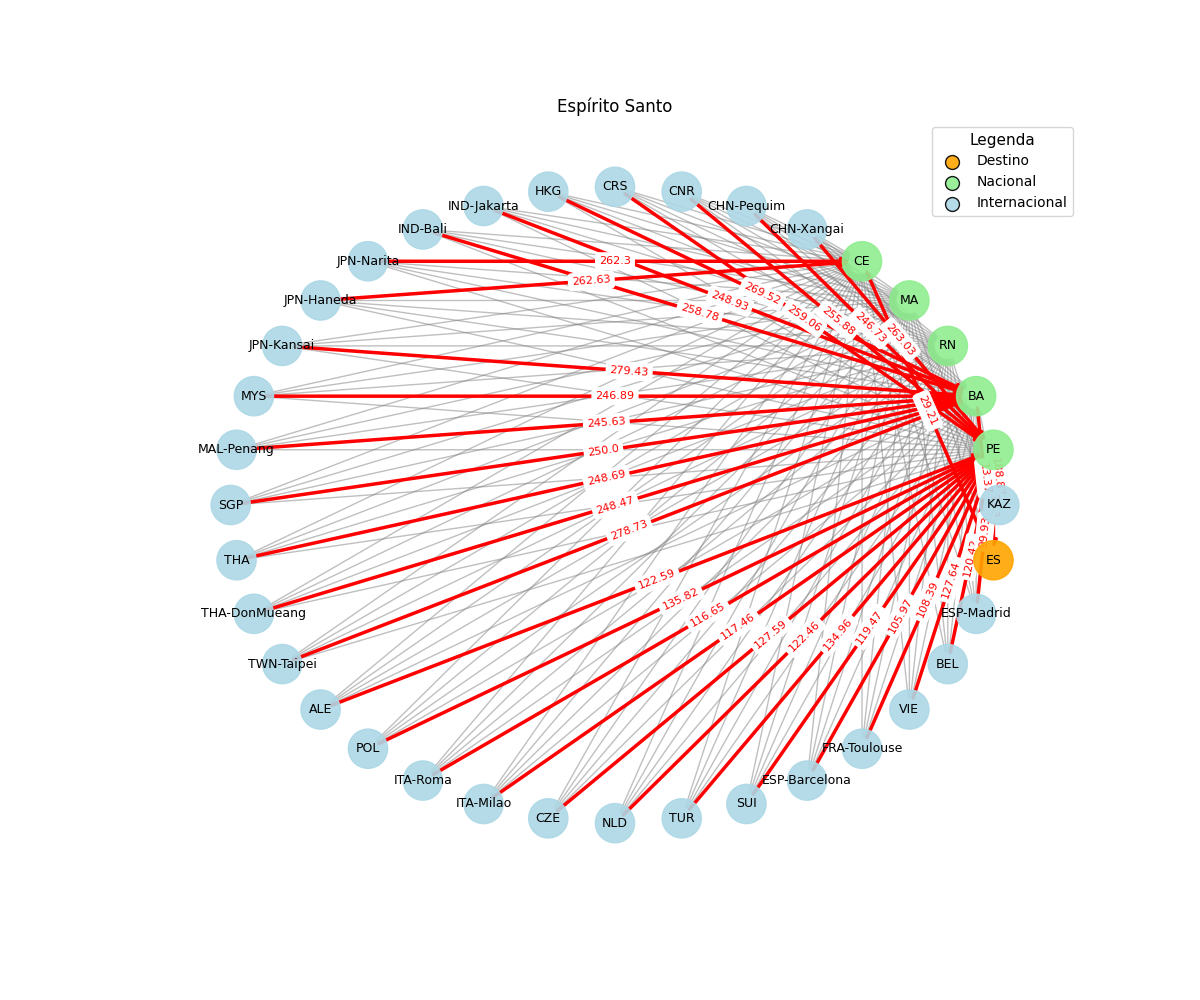 Espírito Santo
Legenda
Destino
Nacional
Internacional
CRS
HKG
CNR
IND-Jakarta
CHN-Pequim
IND-Bali
CHN-Xangai
JPN-Narita
CE
JPN-Haneda
MA
JPN-Kansai
RN
MYS
BA
MAL-Penang
PE
SGP
KAZ
THA
ES
THA-DonMueang
ESP-Madrid
TWN-Taipei
BEL
ALE
VIE
POL
FRA-Toulouse
ITA-Roma
ESP-Barcelona
ITA-Milao
SUI
CZE
TUR
NLD
262.3
262.63
269.52
248.93
258.78
259.06
255.88
246.73
263.03
279.43
246.89
29.21
245.63
250.0
248.69
248.47
278.73
122.59
135.82
116.65
117.46
127.59
122.46
134.96
119.47
105.97
108.39
127.64